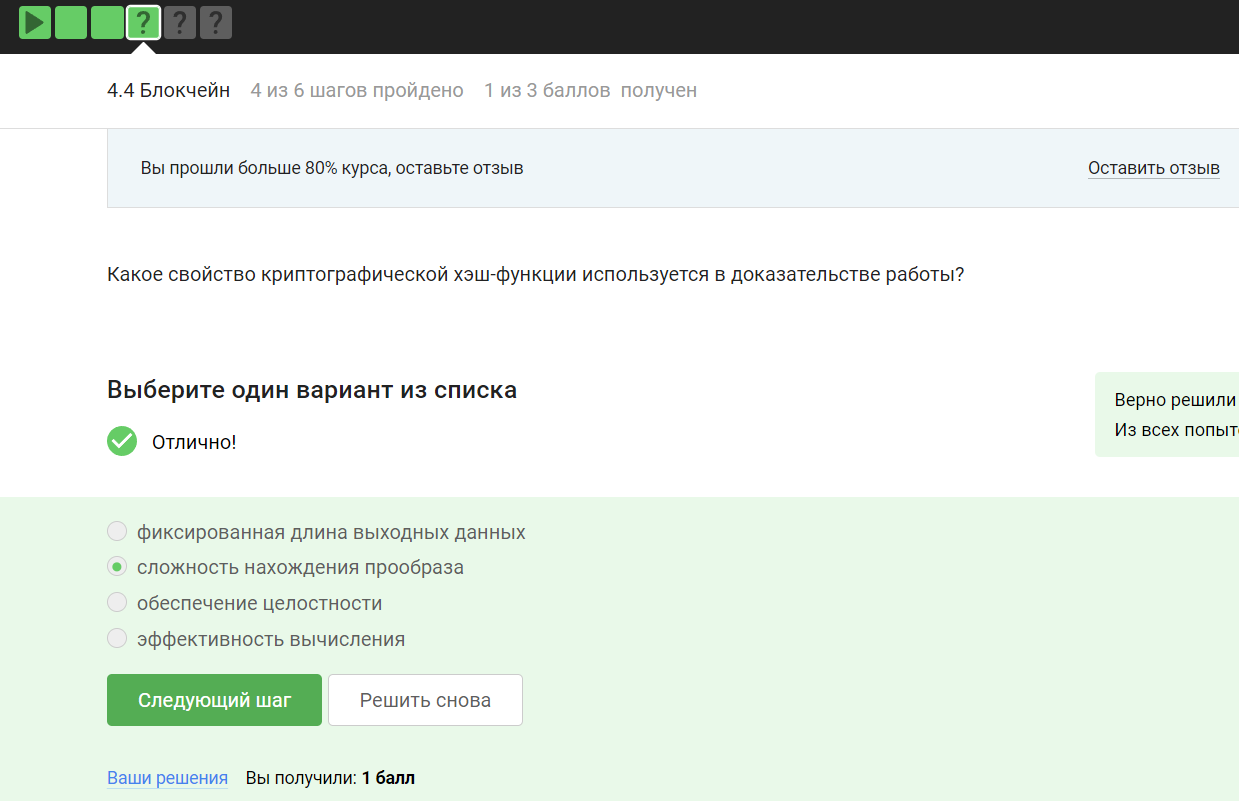 ? ? ?
4.4 Блокчейн 4 из 6 шагов пройдено 1 из 3 баллов получен
Вы прошли больше 80% курса, оставьте отзыв Оставить отзыв
Какое свойство криптографической хэш-функции используется в доказательстве работы?
Выберите один вариант из списка
Верно решили
Отлично!
Из всех
фиксированная длина выходных данных
сложность нахождения прообраза
обеспечение целостности
эффективность вычисления
Следующий шаг Решить снова
Ваши решения Вы получили: 1 балл